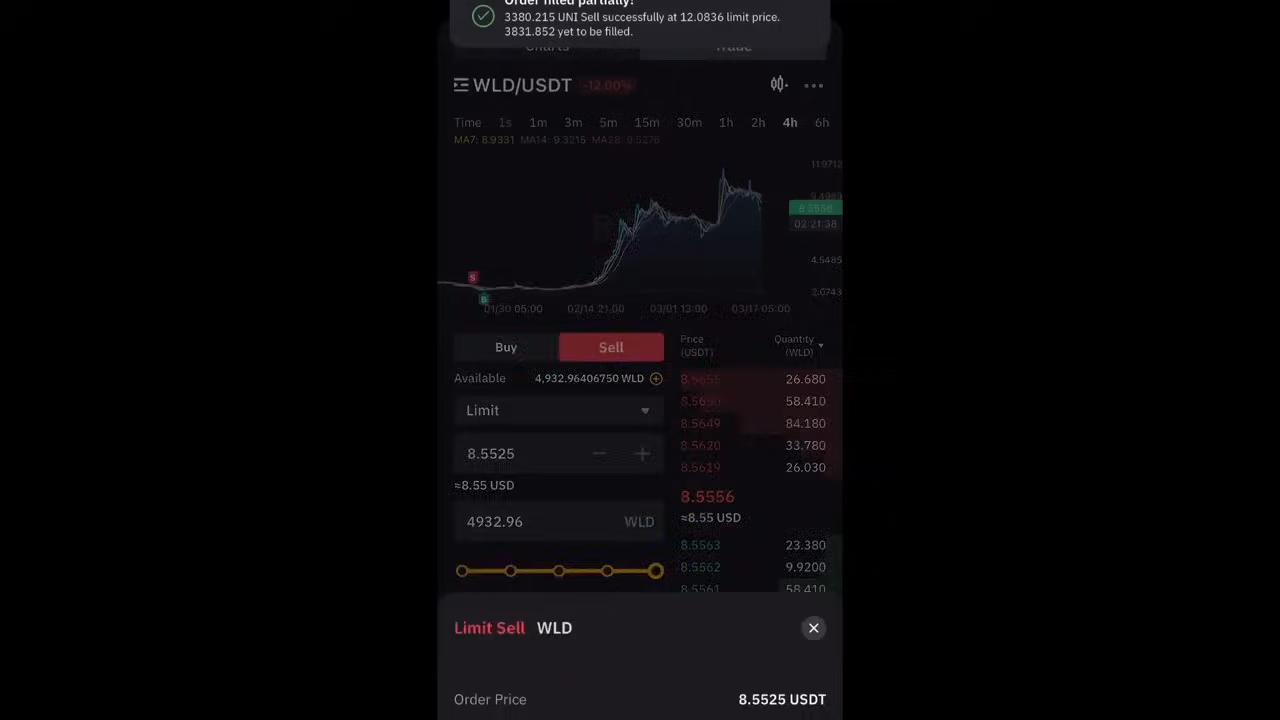 Order filled partially!
3380.215 UNI Sell successfully at 12.0836 limit price.
3831.852 yet to be filled.
Charts
Trade
WLD/USDT -12.00%
Time 1s 1m 3m 5m 15m 30m 1h 2h 4h 6h
MA7: 8.9331 MA14: 9.3215 MA28: 9.5276
11.9712
9.4989
8.5556
02:21:38
4.5485
2.0743
S
B
01/30 05:00 02/14 21:00 03/01 13:00 03/17 05:00
Buy Sell
Price (USDT)
Quantity (WLD)
Available 4,932.96406750 WLD
8.5655 26.680
Limit
8.5650 58.410
8.5649 84.180
8.5525
8.5620 33.780
8.5619 26.030
≈8.55 USD
8.5556
≈8.55 USD
4932.96 WLD
8.5563 23.380
8.5562 9.9200
8.5561 58.410
Limit Sell WLD
Order Price 8.5525 USDT